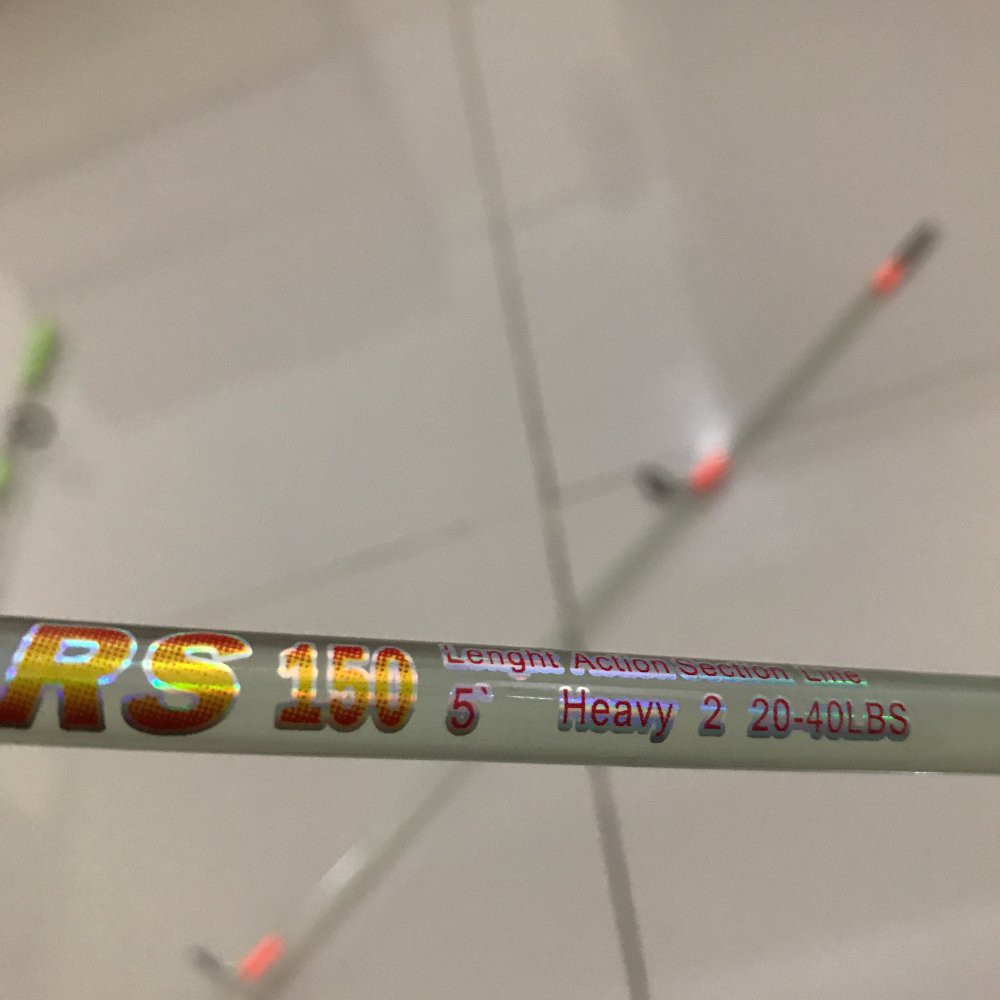 RS 150
Lenght Action Section Line
5' Heavy 2 20-40LBS